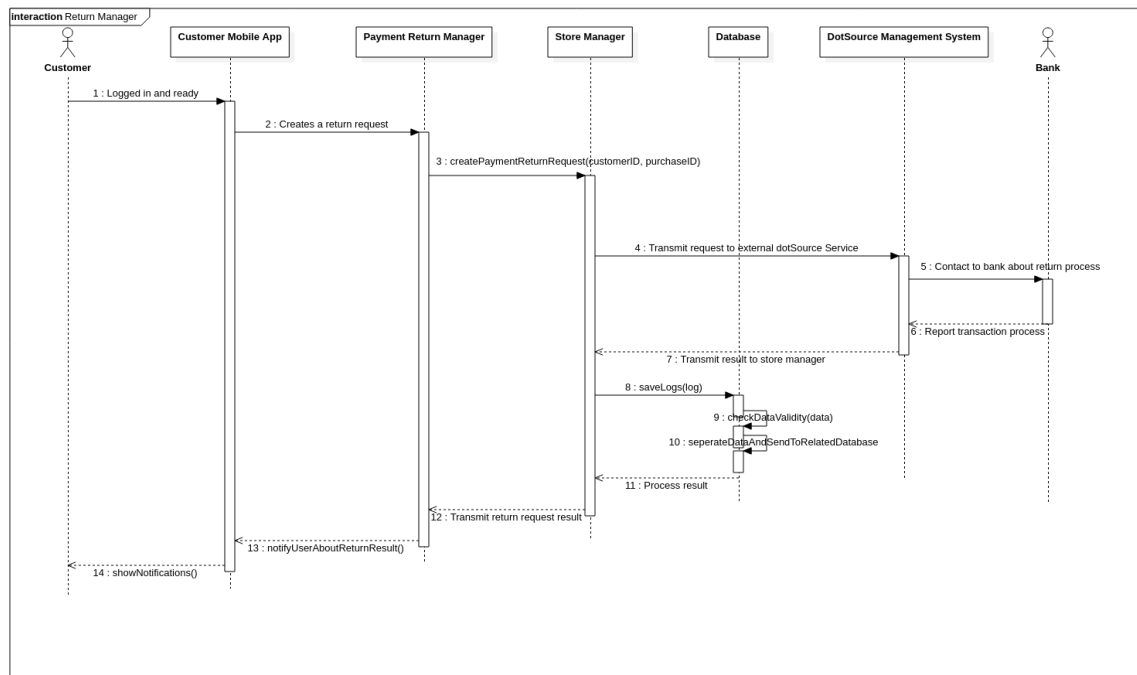 interaction Return Manager
Customer Mobile App
Payment Return Manager
Store Manager
Database
DotSource Management System
Customer
Bank
1 : Logged in and ready
2 : Creates a return request
3 : createPaymentReturnRequest(customerID, purchaseID)
4 : Transmit request to external dotSource Service
5 : Contact to bank about return process
6 : Report transaction process
7 : Transmit result to store manager
8 : saveLogs(log)
9 : checkDataValidity(data)
10 : seperateDataAndSendToRelatedDatabase
11 : Process result
12 : Transmit return request result
13 : notifyUserAboutReturnResult()
14 : showNotifications()